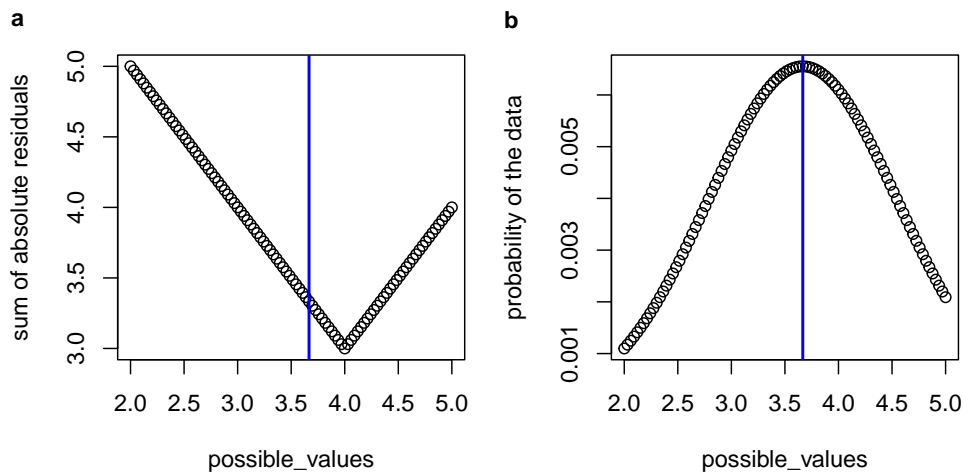 a
sum of absolute residuals
5.0
4.5
4.0
3.5
3.0
2.0 2.5 3.0 3.5 4.0 4.5 5.0
possible_values
b
probability of the data
0.005
0.003
0.001
2.0 2.5 3.0 3.5 4.0 4.5 5.0
possible_values